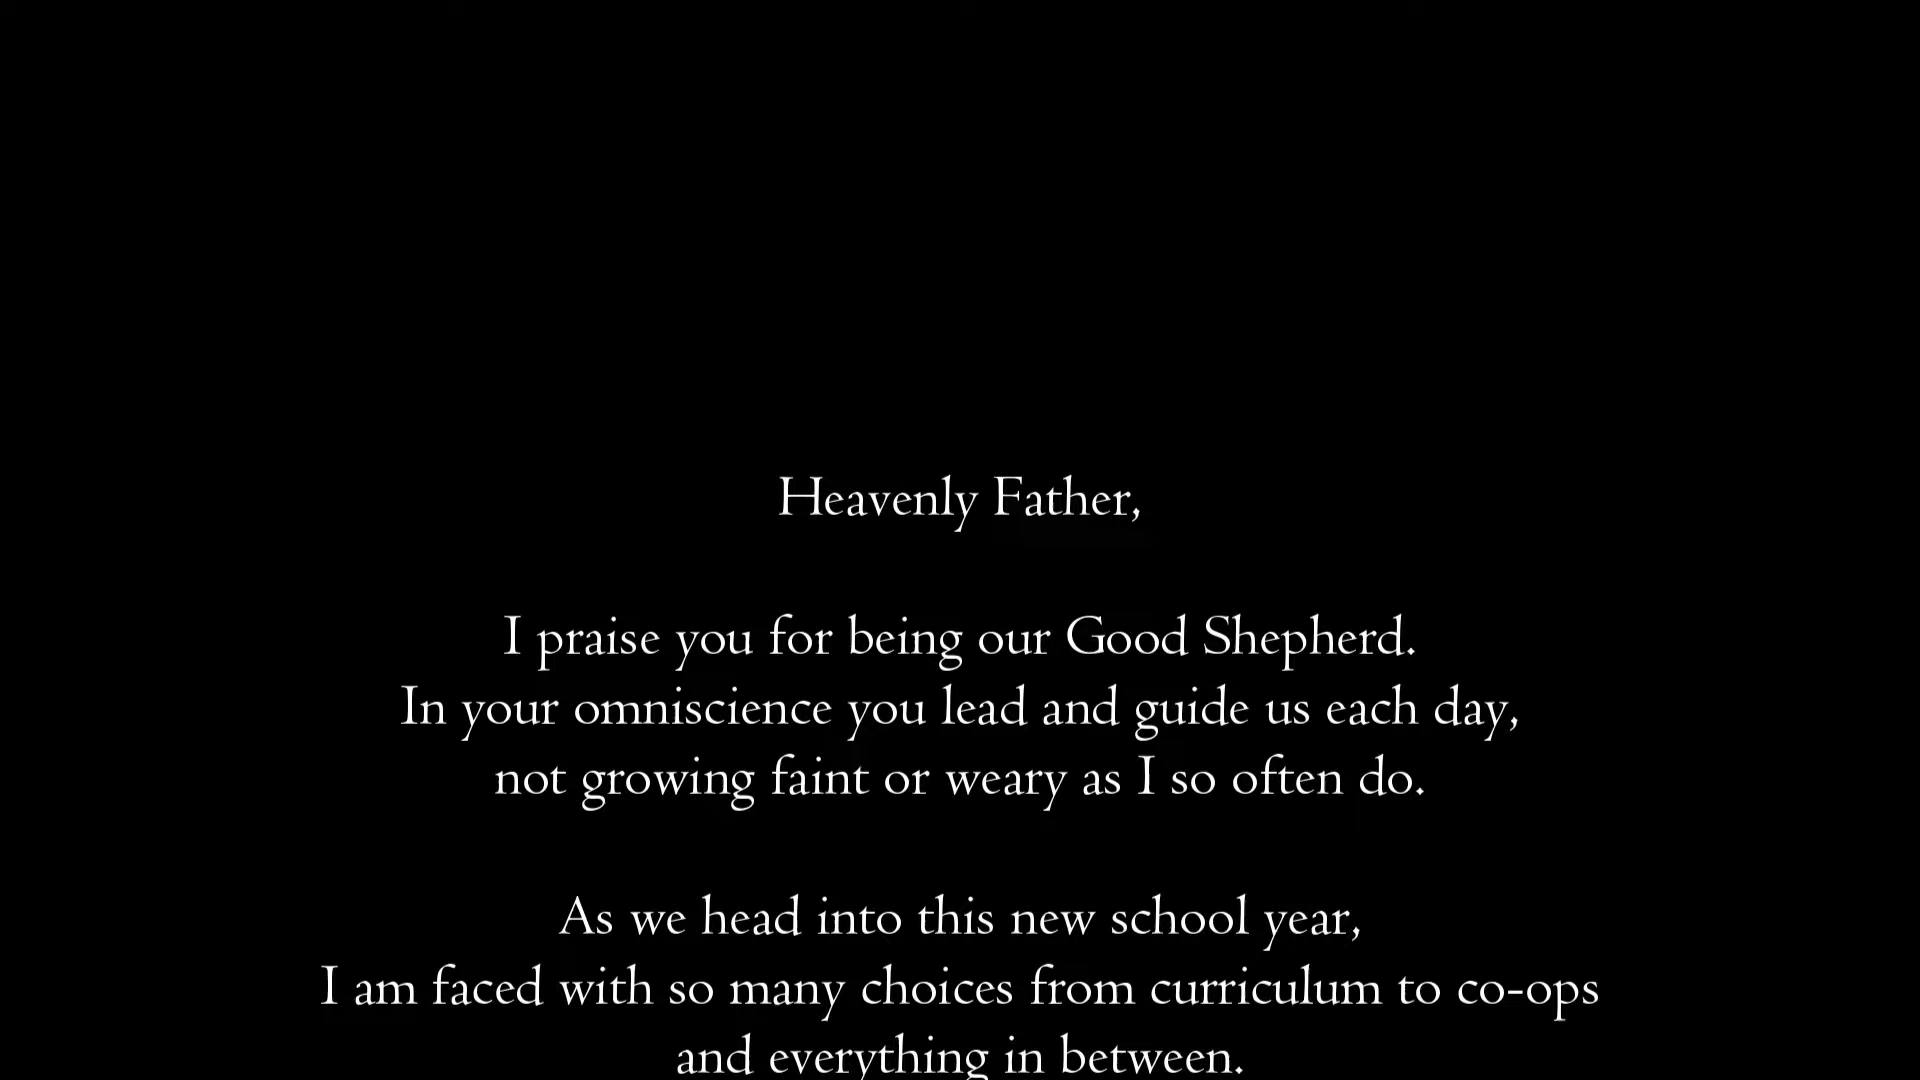 Heavenly Father,
I praise you for being our Good Shepherd.
In your omniscience you lead and guide us each day,
not growing faint or weary as I so often do.
As we head into this new school year,
I am faced with so many choices from curriculum to co-ops
and everything in between.